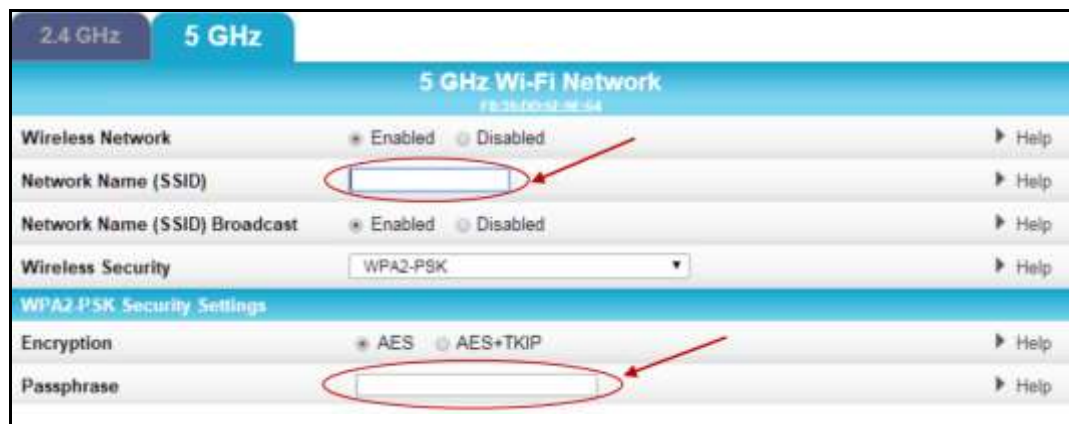 2.4 GHz 5 GHz
5 GHz Wi-Fi Network
Wireless Network Enabled Disabled Help
Network Name (SSID) Help
Network Name (SSID) Broadcast Enabled Disabled Help
Wireless Security WPA2-PSK Help
WPA2-PSK Security Settings
Encryption AES AES+TKIP Help
Passphrase Help